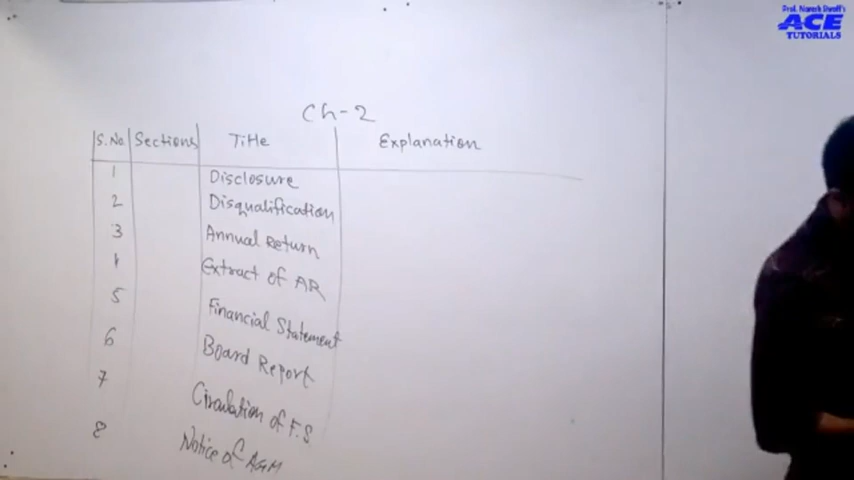 Prof. Naresh Shroff's
ACE
TUTORIALS
Ch-2
S.No. Sections Title Explanation
1 Disclosure
2 Disqualification
3 Annual Return
4 Extract of AR
5 Financial Statement
6 Board Report
7 Circulation of F.S
8 Notice of AGM